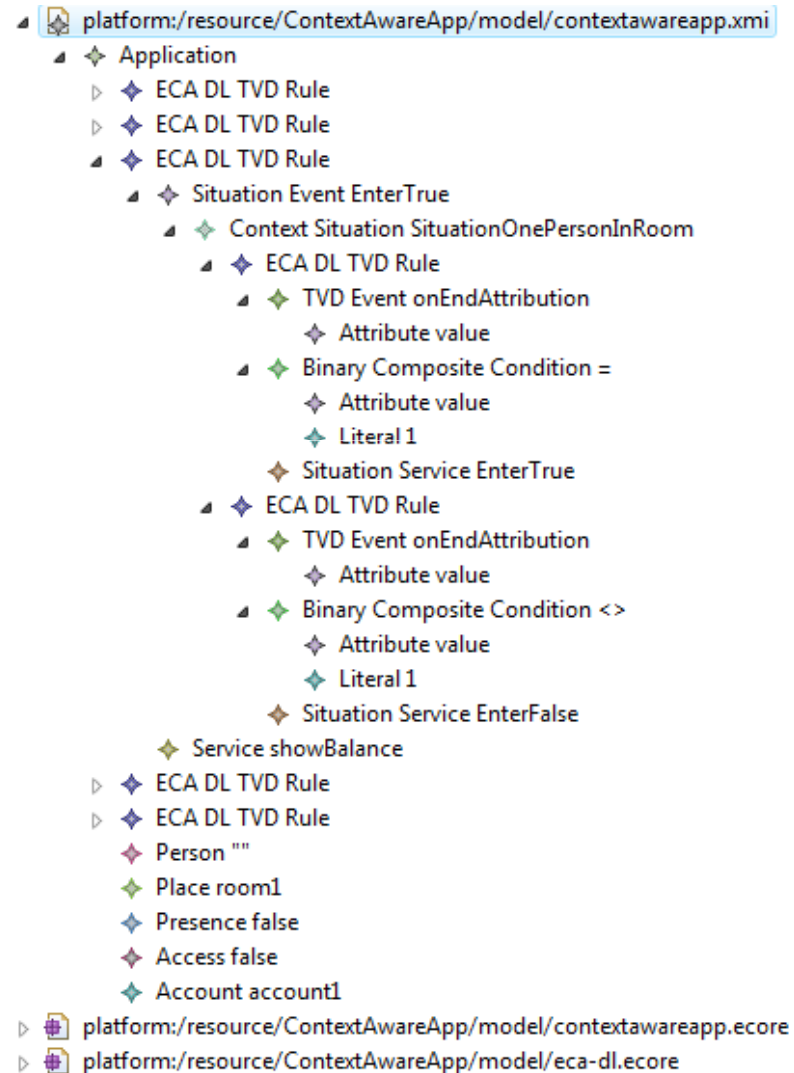 platform:/resource/ContextAwareApp/model/contextawareapp.xmi
Application
ECA DL TVD Rule
ECA DL TVD Rule
ECA DL TVD Rule
Situation Event EnterTrue
Context Situation SituationOnePersonInRoom
ECA DL TVD Rule
TVD Event onEndAttribution
Attribute value
Binary Composite Condition =
Attribute value
Literal 1
Situation Service EnterTrue
ECA DL TVD Rule
TVD Event onEndAttribution
Attribute value
Binary Composite Condition <>
Attribute value
Literal 1
Situation Service EnterFalse
Service showBalance
ECA DL TVD Rule
ECA DL TVD Rule
Person ""
Place room1
Presence false
Access false
Account account1
platform:/resource/ContextAwareApp/model/contextawareapp.ecore
platform:/resource/ContextAwareApp/model/eca-dl.ecore